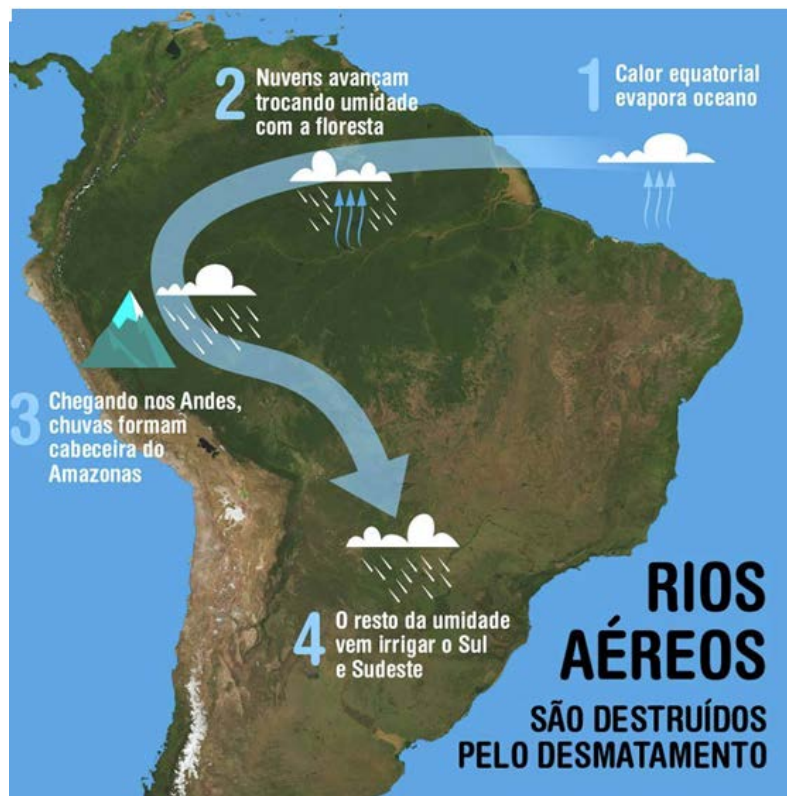 1 Calor equatorial
evapora oceano
2 Nuvens avançam
trocando umidade
com a floresta
3 Chegando nos Andes,
chuvas formam
cabeceira do
Amazonas
4 O resto da umidade
vem irrigar o Sul
e Sudeste
RIOS
AÉREOS
SÃO DESTRUÍDOS
PELO DESMATAMENTO